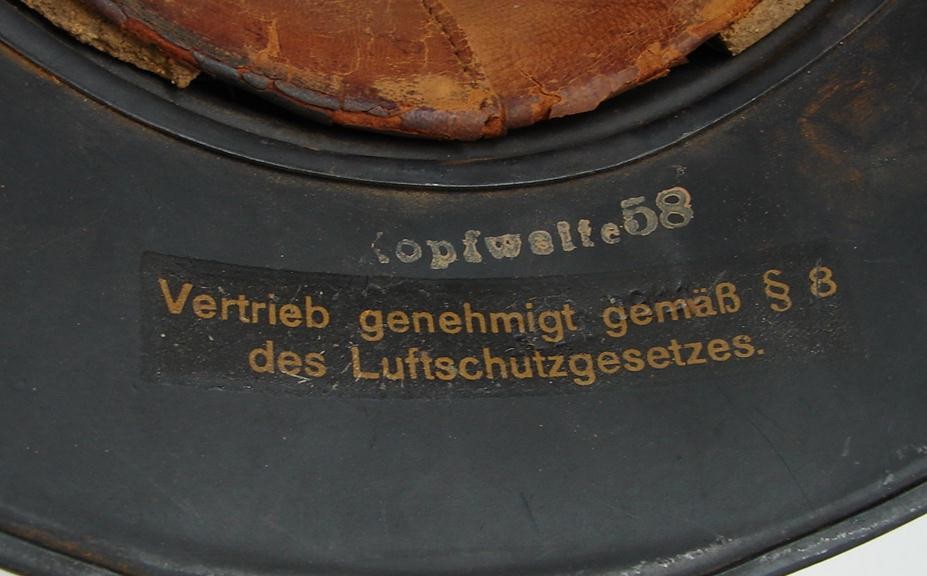 Kopfweite 58
Vertrieb genehmigt gemäß § 8
des Luftschutzgesetzes.